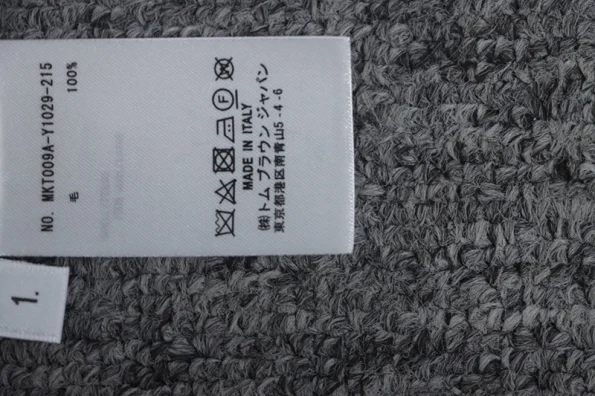 NO. MKT009A-Y1029-215
毛 100%
MADE IN ITALY
㈱トム ブラウン ジャパン
東京都港区南青山5-4-6
1.